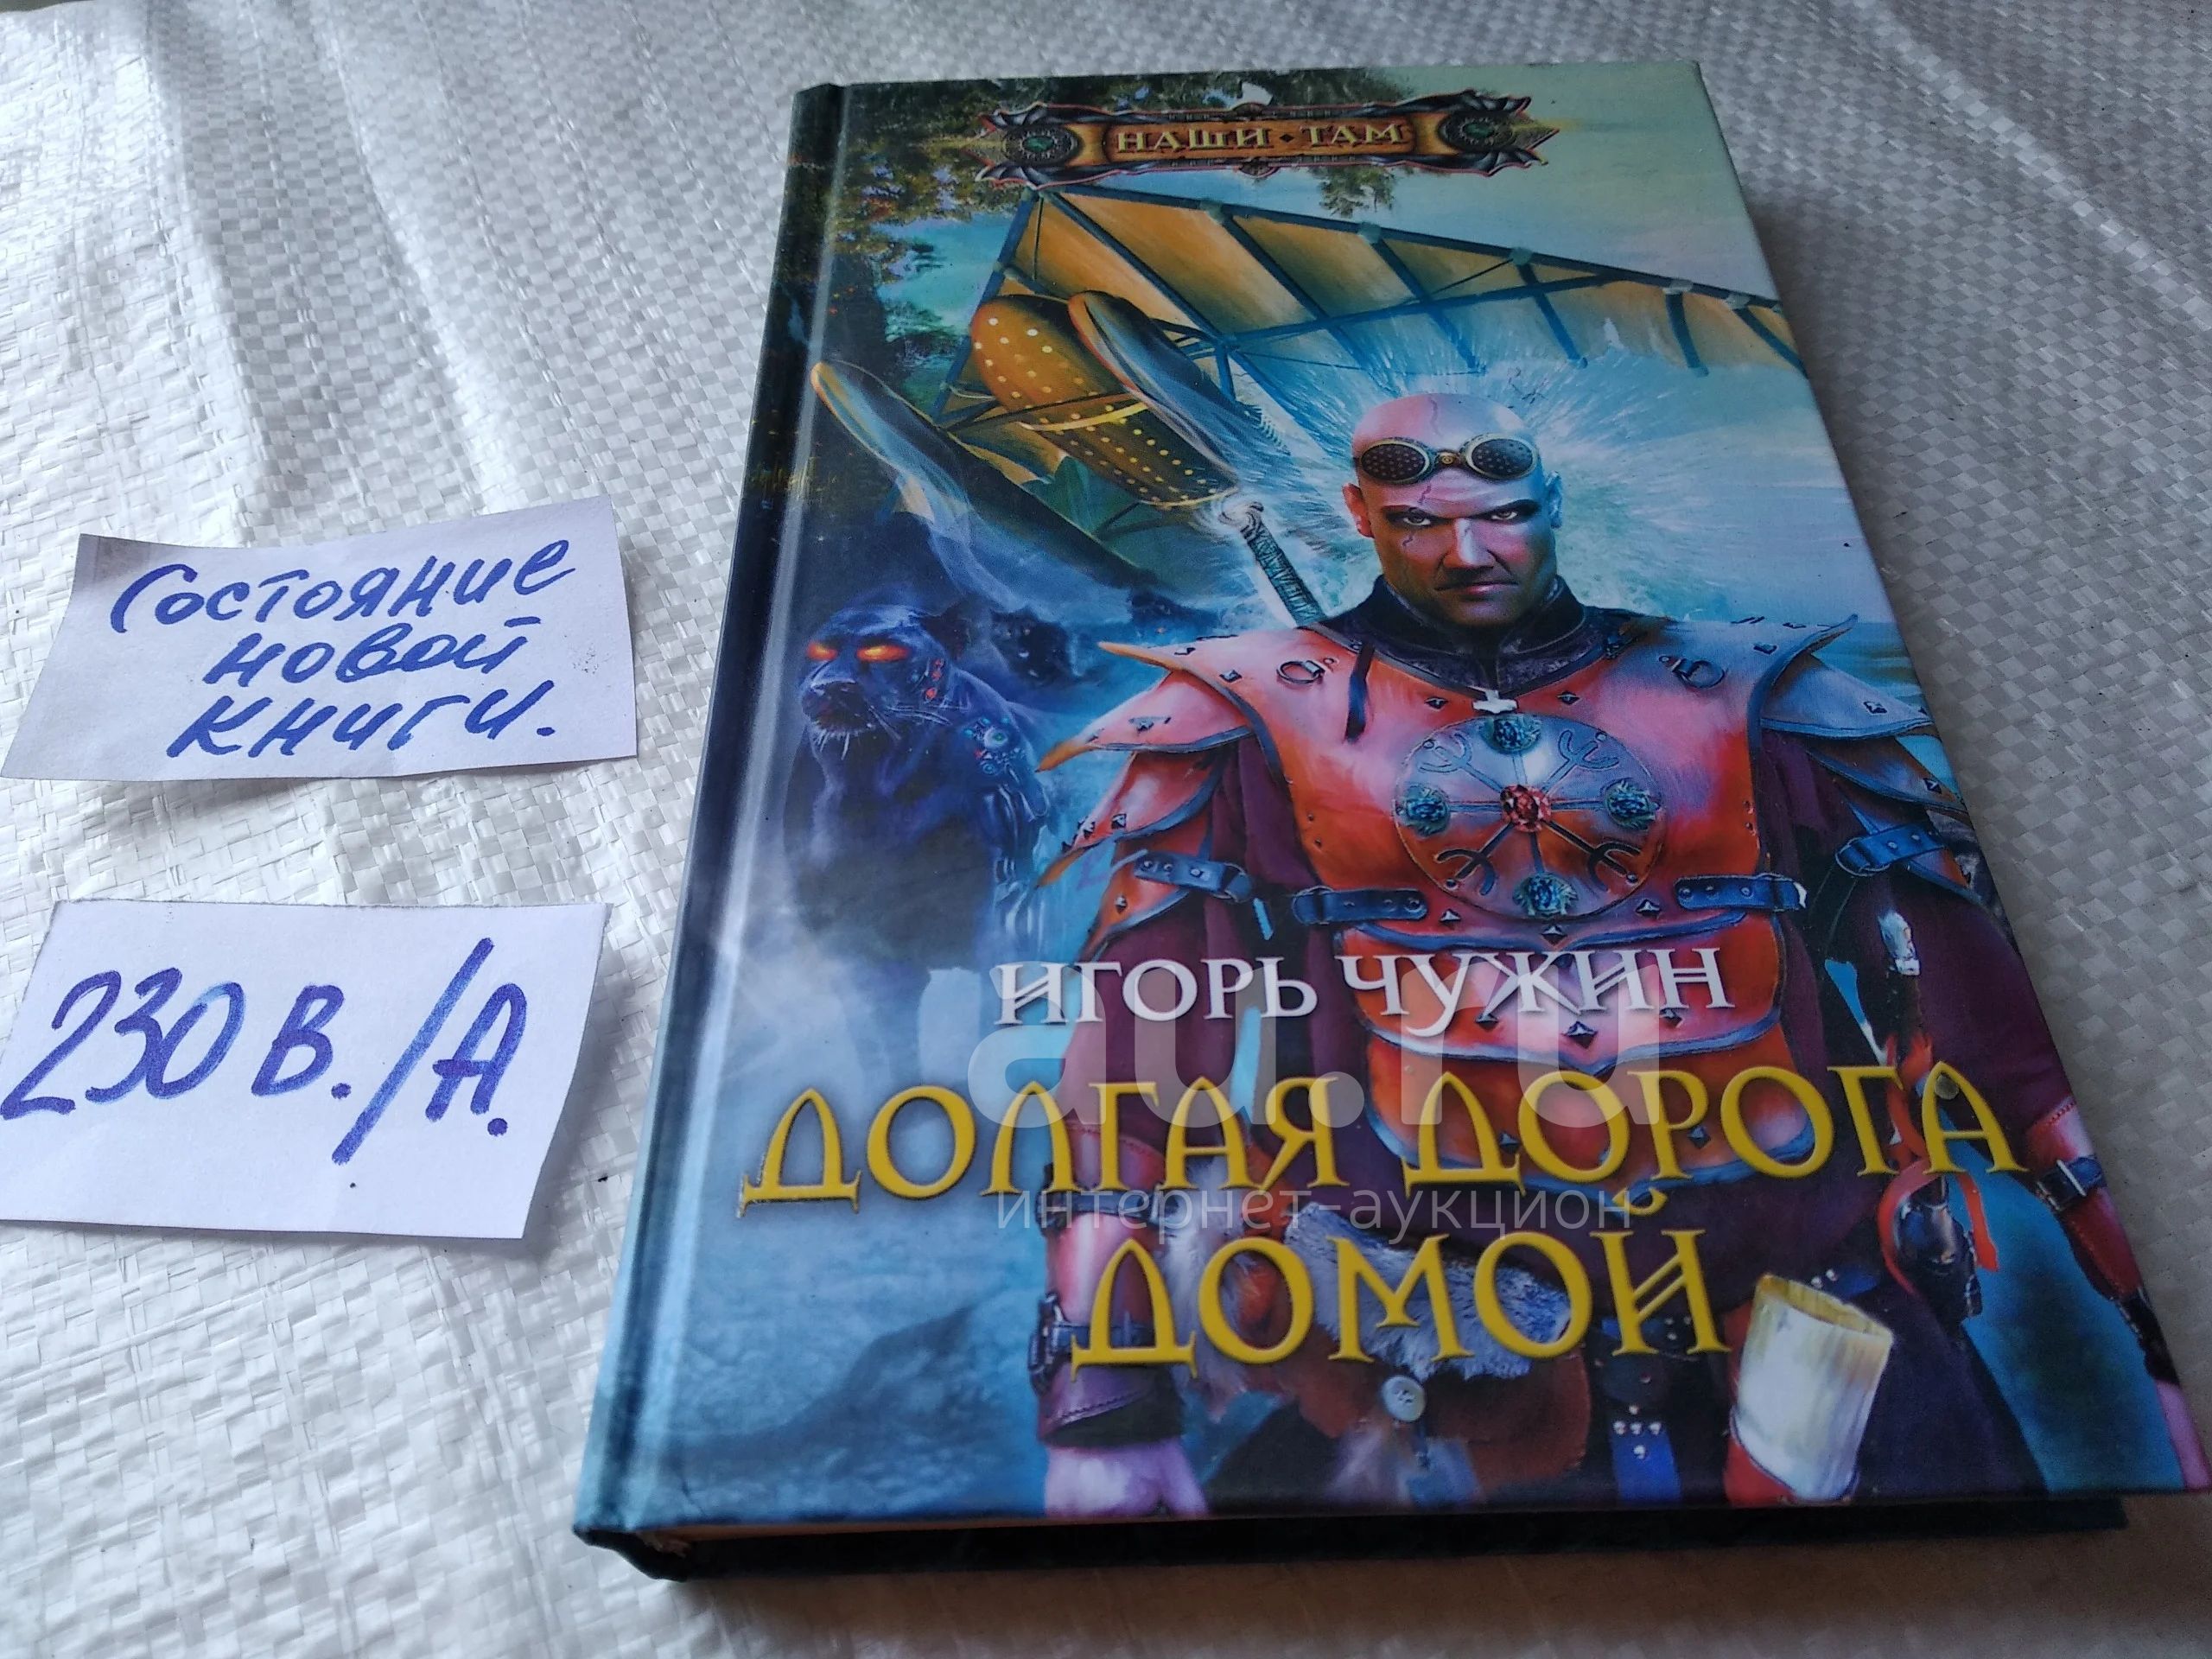 НАШИ · ТАМ
Состояние
новой
книги.
230 В./А.
ИГОРЬ ЧУЖИН
au.ru
ДОЛГАЯ ДОРОГА
интернет-аукцион
ДОМОЙ